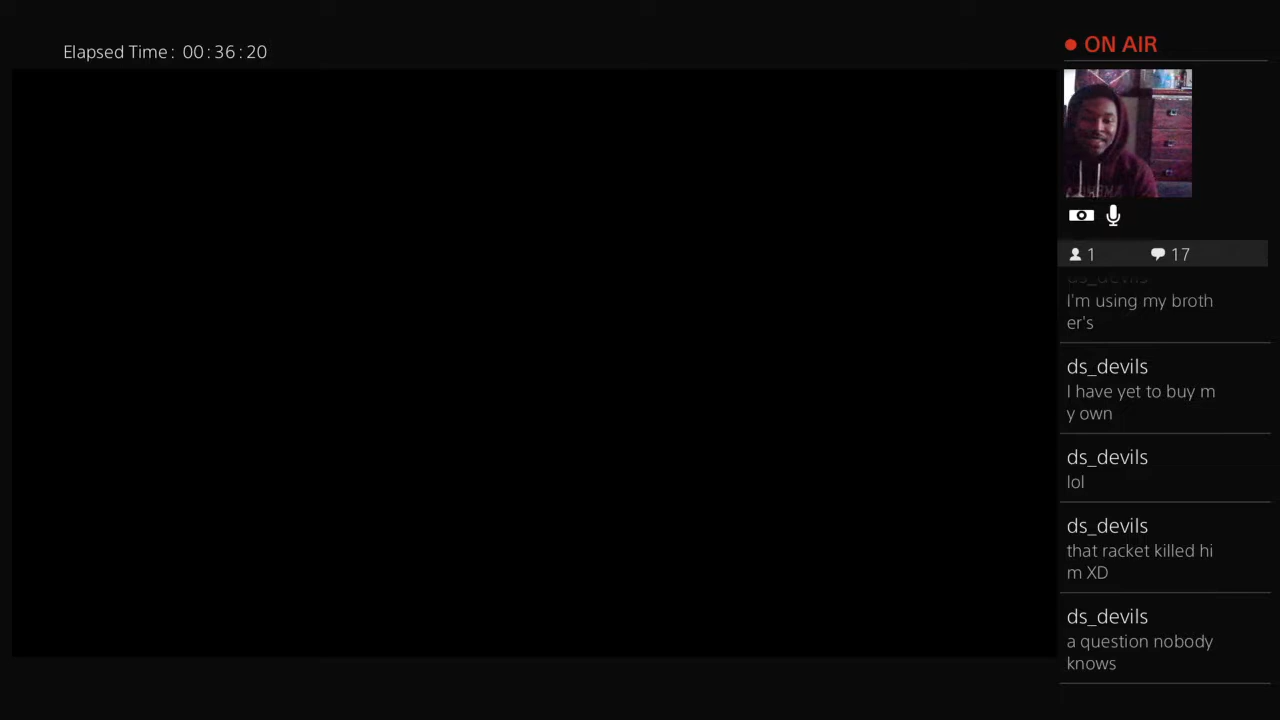 Elapsed Time: 00:36:20
ON AIR
1 17
ds_devils
I'm using my broth
er's
ds_devils
I have yet to buy m
y own
ds_devils
lol
ds_devils
that racket killed hi
m XD
ds_devils
a question nobody
knows